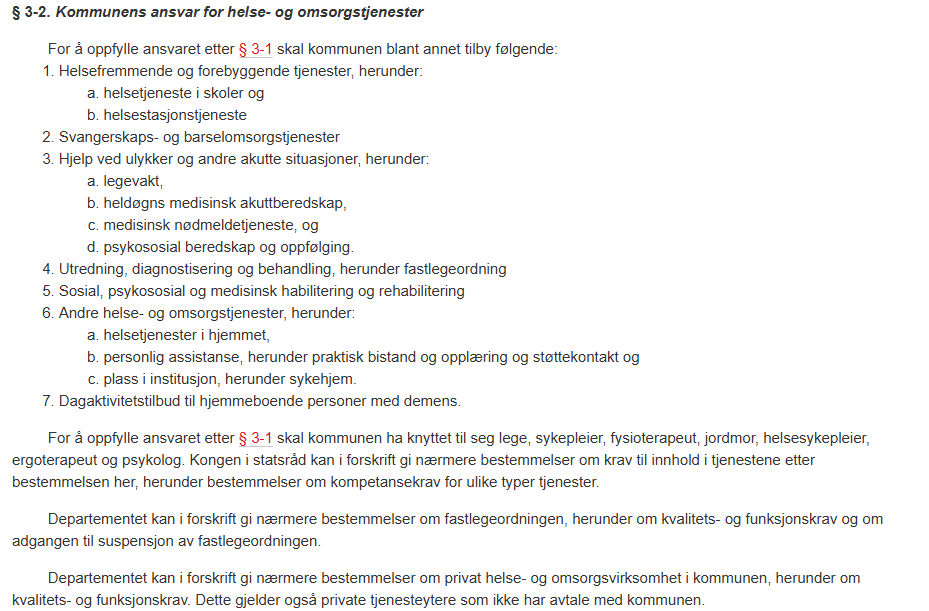 § 3-2. Kommunens ansvar for helse- og omsorgstjenester
For å oppfylle ansvaret etter § 3-1 skal kommunen blant annet tilby følgende:
1. Helsefremmende og forebyggende tjenester, herunder:
a. helsetjeneste i skoler og
b. helsestasjonstjeneste
2. Svangerskaps- og barselomsorgstjenester
3. Hjelp ved ulykker og andre akutte situasjoner, herunder:
a. legevakt,
b. heldøgns medisinsk akuttberedskap,
c. medisinsk nødmeldetjeneste, og
d. psykososial beredskap og oppfølging.
4. Utredning, diagnostisering og behandling, herunder fastlegeordning
5. Sosial, psykososial og medisinsk habilitering og rehabilitering
6. Andre helse- og omsorgstjenester, herunder:
a. helsetjenester i hjemmet,
b. personlig assistanse, herunder praktisk bistand og opplæring og støttekontakt og
c. plass i institusjon, herunder sykehjem.
7. Dagaktivitetstilbud til hjemmeboende personer med demens.
For å oppfylle ansvaret etter § 3-1 skal kommunen ha knyttet til seg lege, sykepleier, fysioterapeut, jordmor, helsesykepleier,
ergoterapeut og psykolog. Kongen i statsråd kan i forskrift gi nærmere bestemmelser om krav til innhold i tjenestene etter
bestemmelsen her, herunder bestemmelser om kompetansekrav for ulike typer tjenester.
Departementet kan i forskrift gi nærmere bestemmelser om fastlegeordningen, herunder om kvalitets- og funksjonskrav og om
adgangen til suspensjon av fastlegeordningen.
Departementet kan i forskrift gi nærmere bestemmelser om privat helse- og omsorgsvirksomhet i kommunen, herunder om
kvalitets- og funksjonskrav. Dette gjelder også private tjenesteytere som ikke har avtale med kommunen.